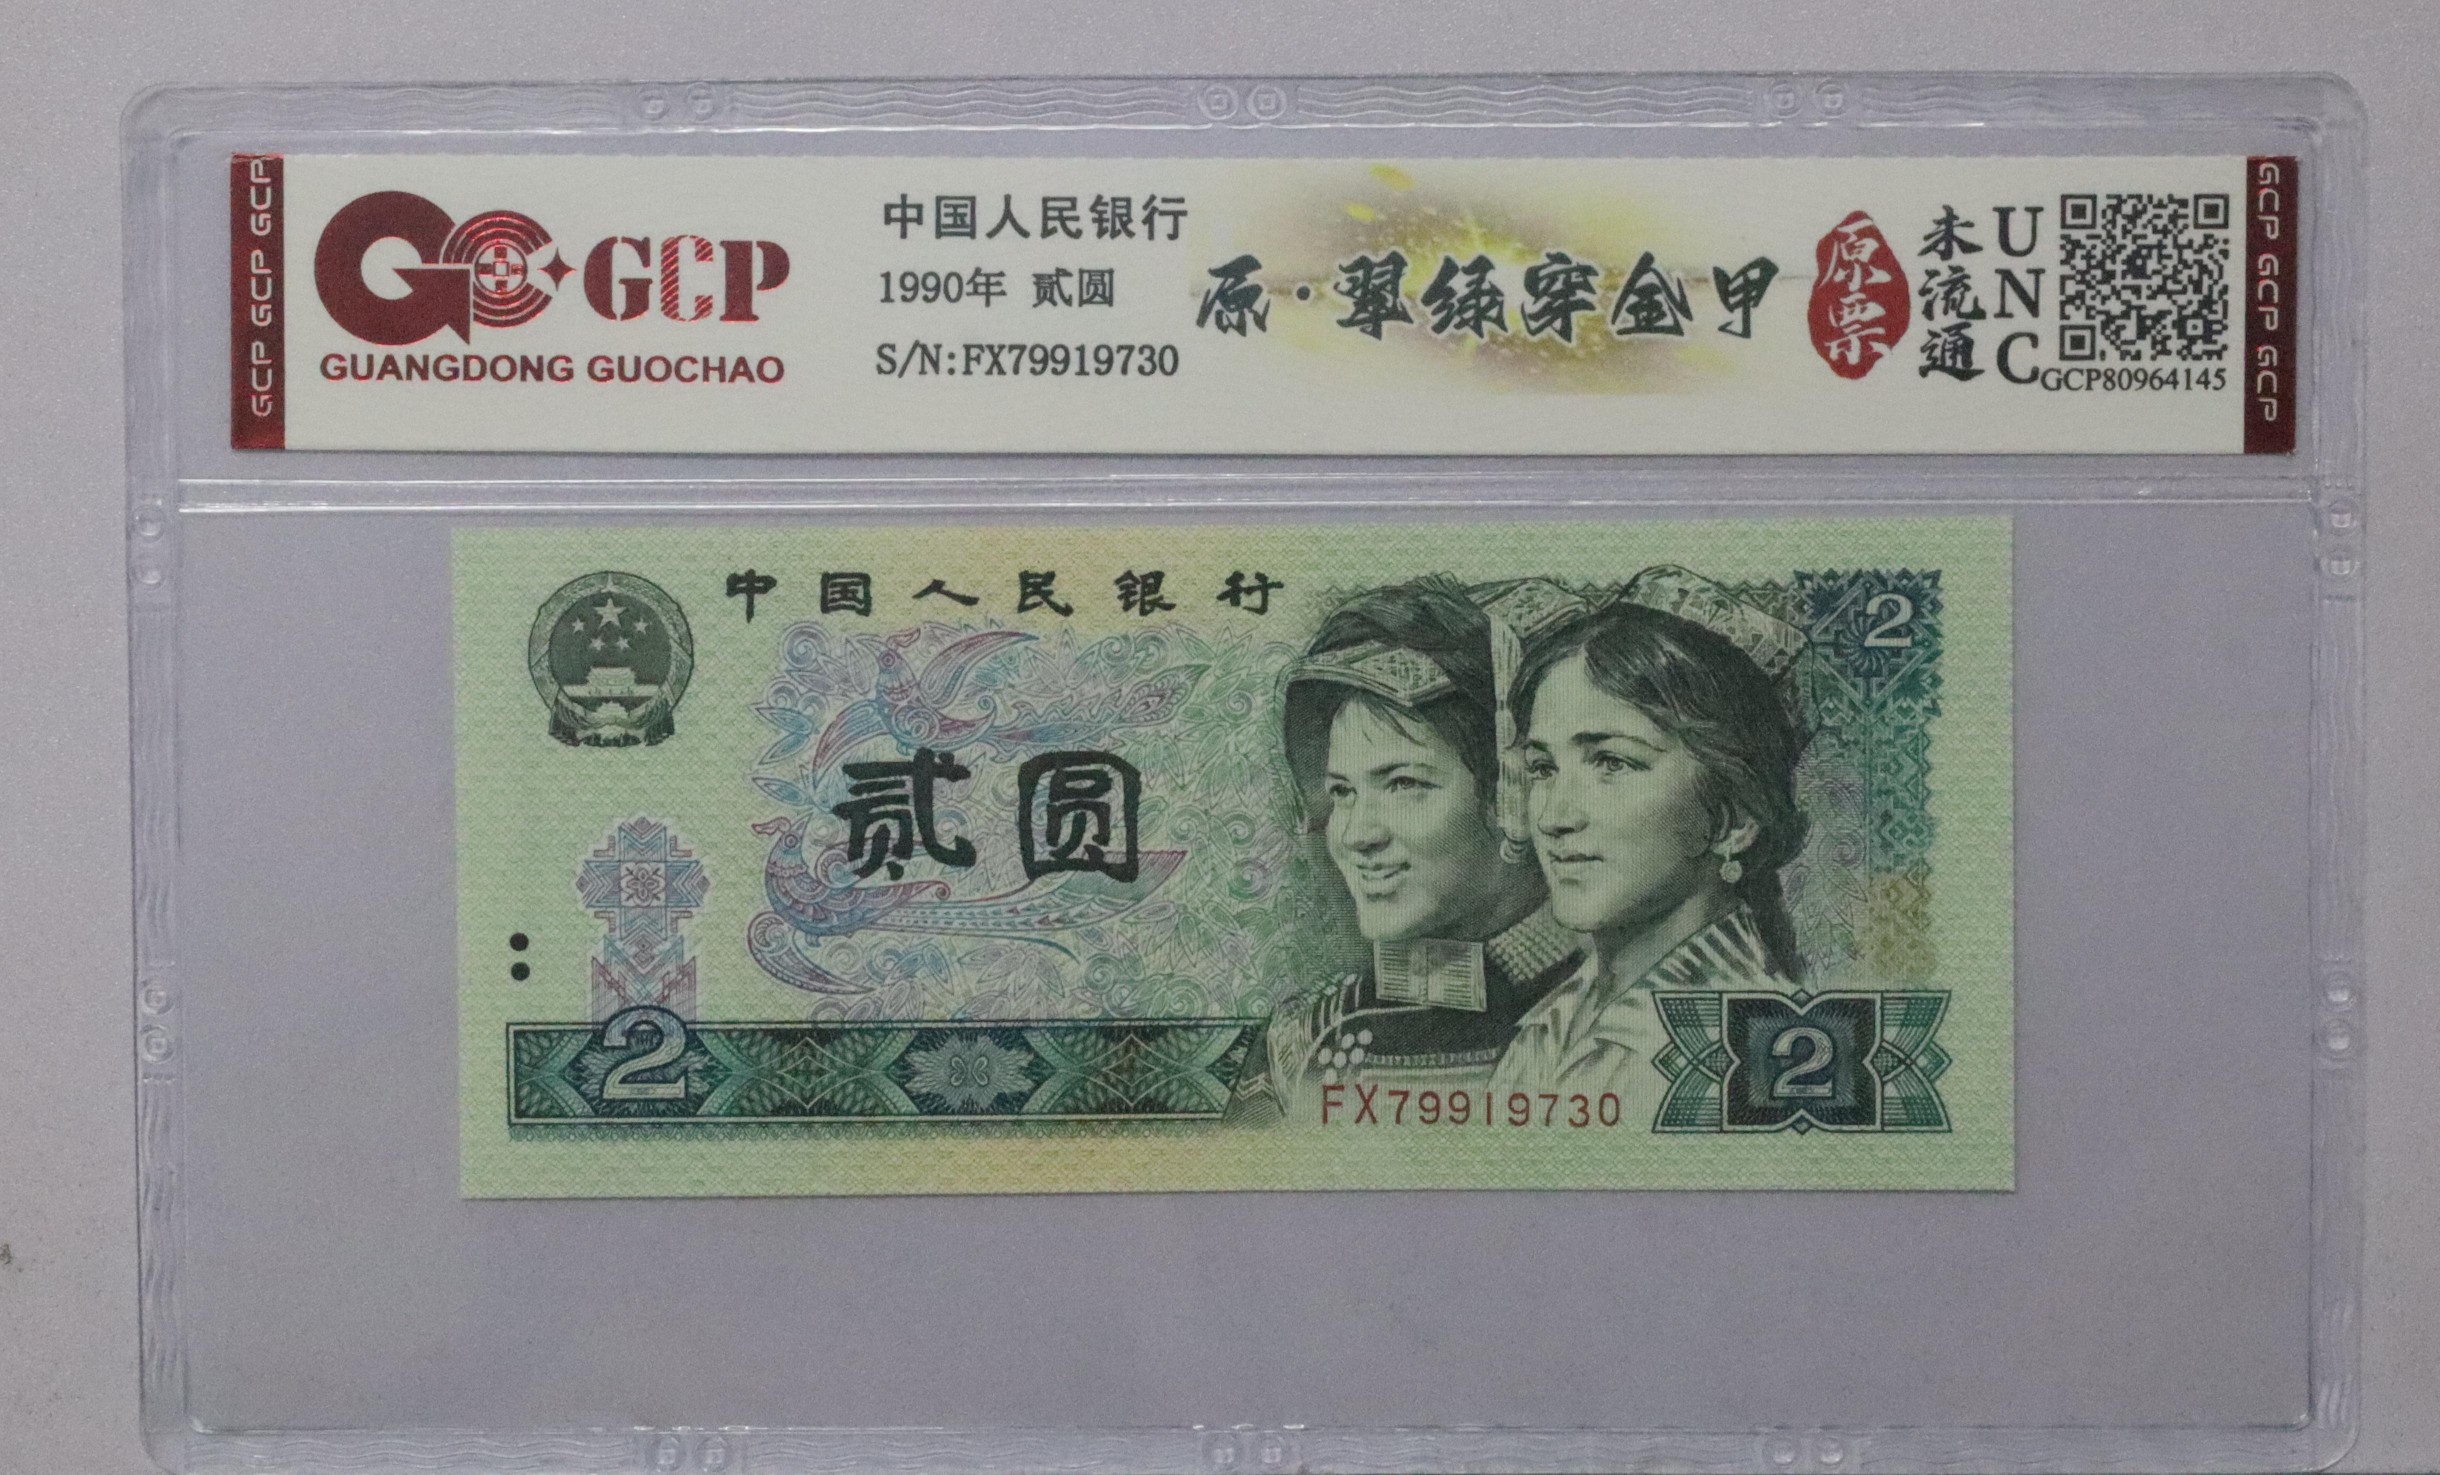 GCP GCP GCP
GCP
GUANGDONG GUOCHAO
中国人民银行
1990年 贰圆
S/N:FX79919730
原·翠绿穿金甲
原票
未流通
UNC
GCP80964145
GCP GCP GCP
中国人民银行
2
贰圆
2
2
FX79919730